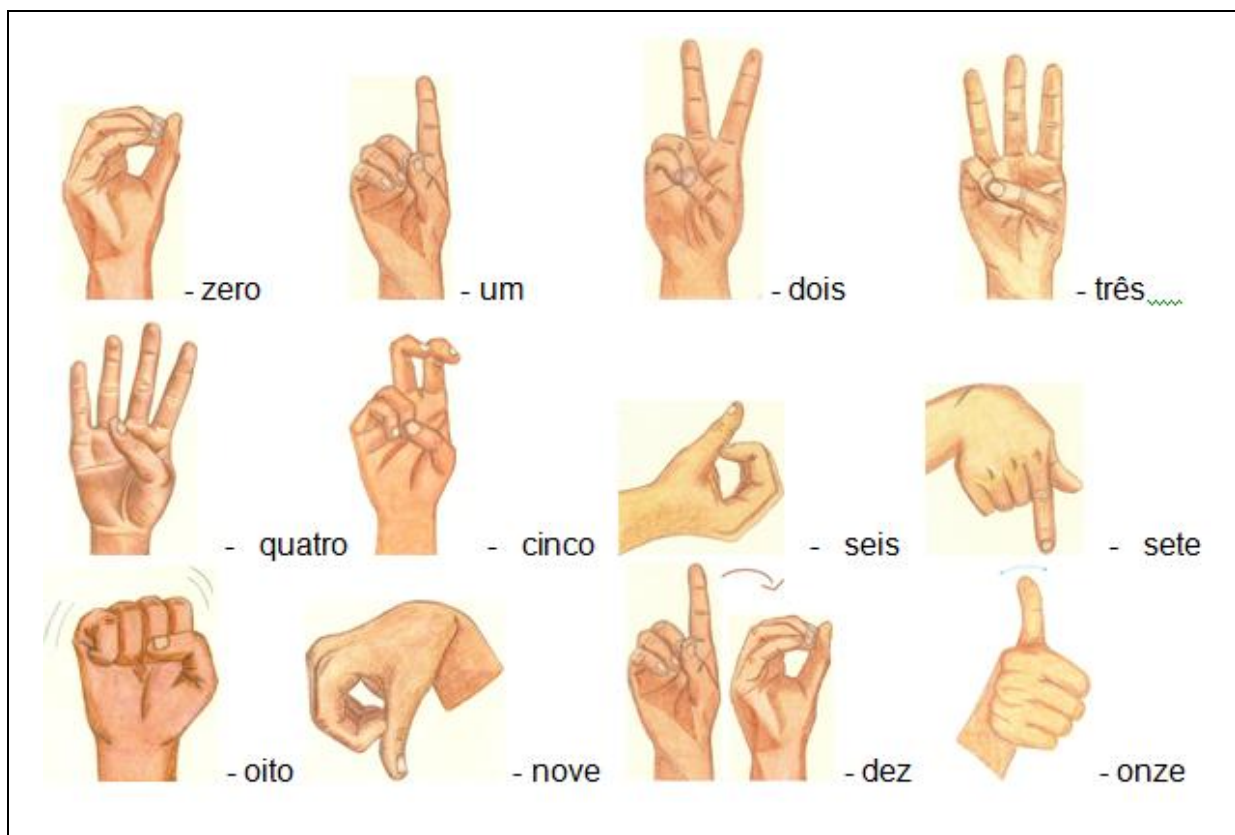 - zero - um - dois - três
- quatro - cinco - seis - sete
- oito - nove - dez - onze